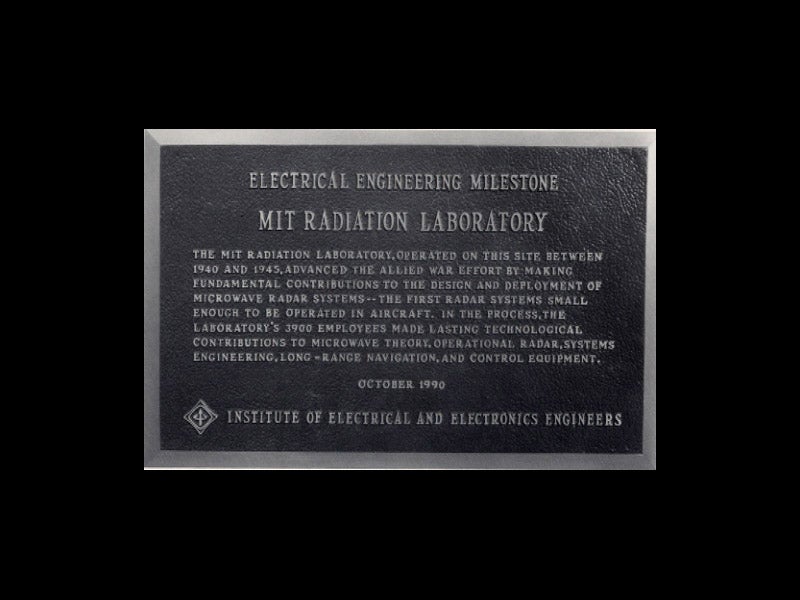 ELECTRICAL ENGINEERING MILESTONE
MIT RADIATION LABORATORY
THE MIT RADIATION LABORATORY, OPERATED ON THIS SITE BETWEEN
1940 AND 1945, ADVANCED THE ALLIED WAR EFFORT BY MAKING
FUNDAMENTAL CONTRIBUTIONS TO THE DESIGN AND DEPLOYMENT OF
MICROWAVE RADAR SYSTEMS--THE FIRST RADAR SYSTEMS SMALL
ENOUGH TO BE OPERATED IN AIRCRAFT. IN THE PROCESS, THE
LABORATORY'S 3900 EMPLOYEES MADE LASTING TECHNOLOGICAL
CONTRIBUTIONS TO MICROWAVE THEORY, OPERATIONAL RADAR, SYSTEMS
ENGINEERING, LONG-RANGE NAVIGATION, AND CONTROL EQUIPMENT.
OCTOBER 1990
INSTITUTE OF ELECTRICAL AND ELECTRONICS ENGINEERS